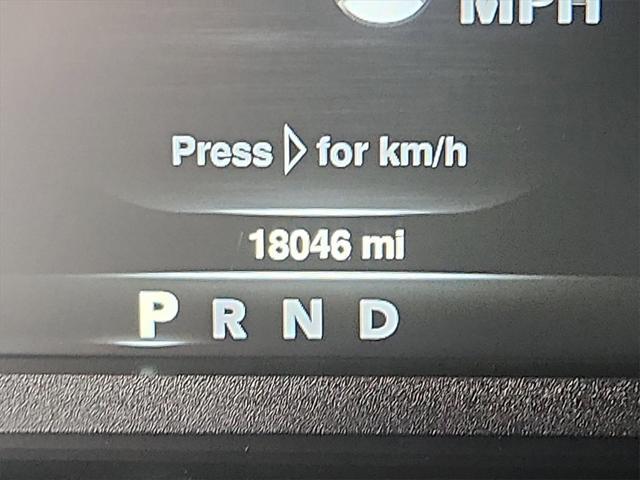 MPH
Press ▷ for km/h
18046 mi
P R N D